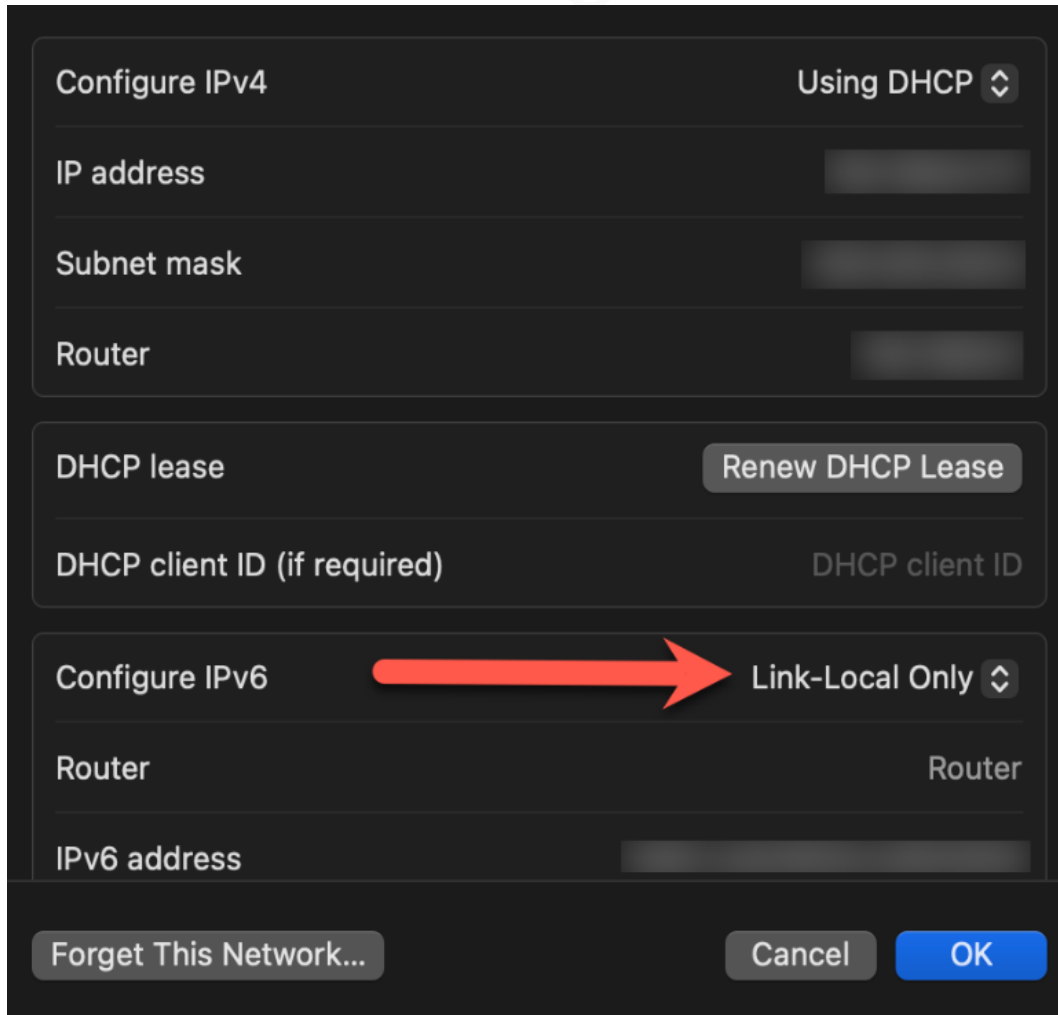 Configure IPv4 Using DHCP
IP address
Subnet mask
Router
DHCP lease Renew DHCP Lease
DHCP client ID (if required) DHCP client ID
Configure IPv6 Link-Local Only
Router Router
IPv6 address
Forget This Network... Cancel OK